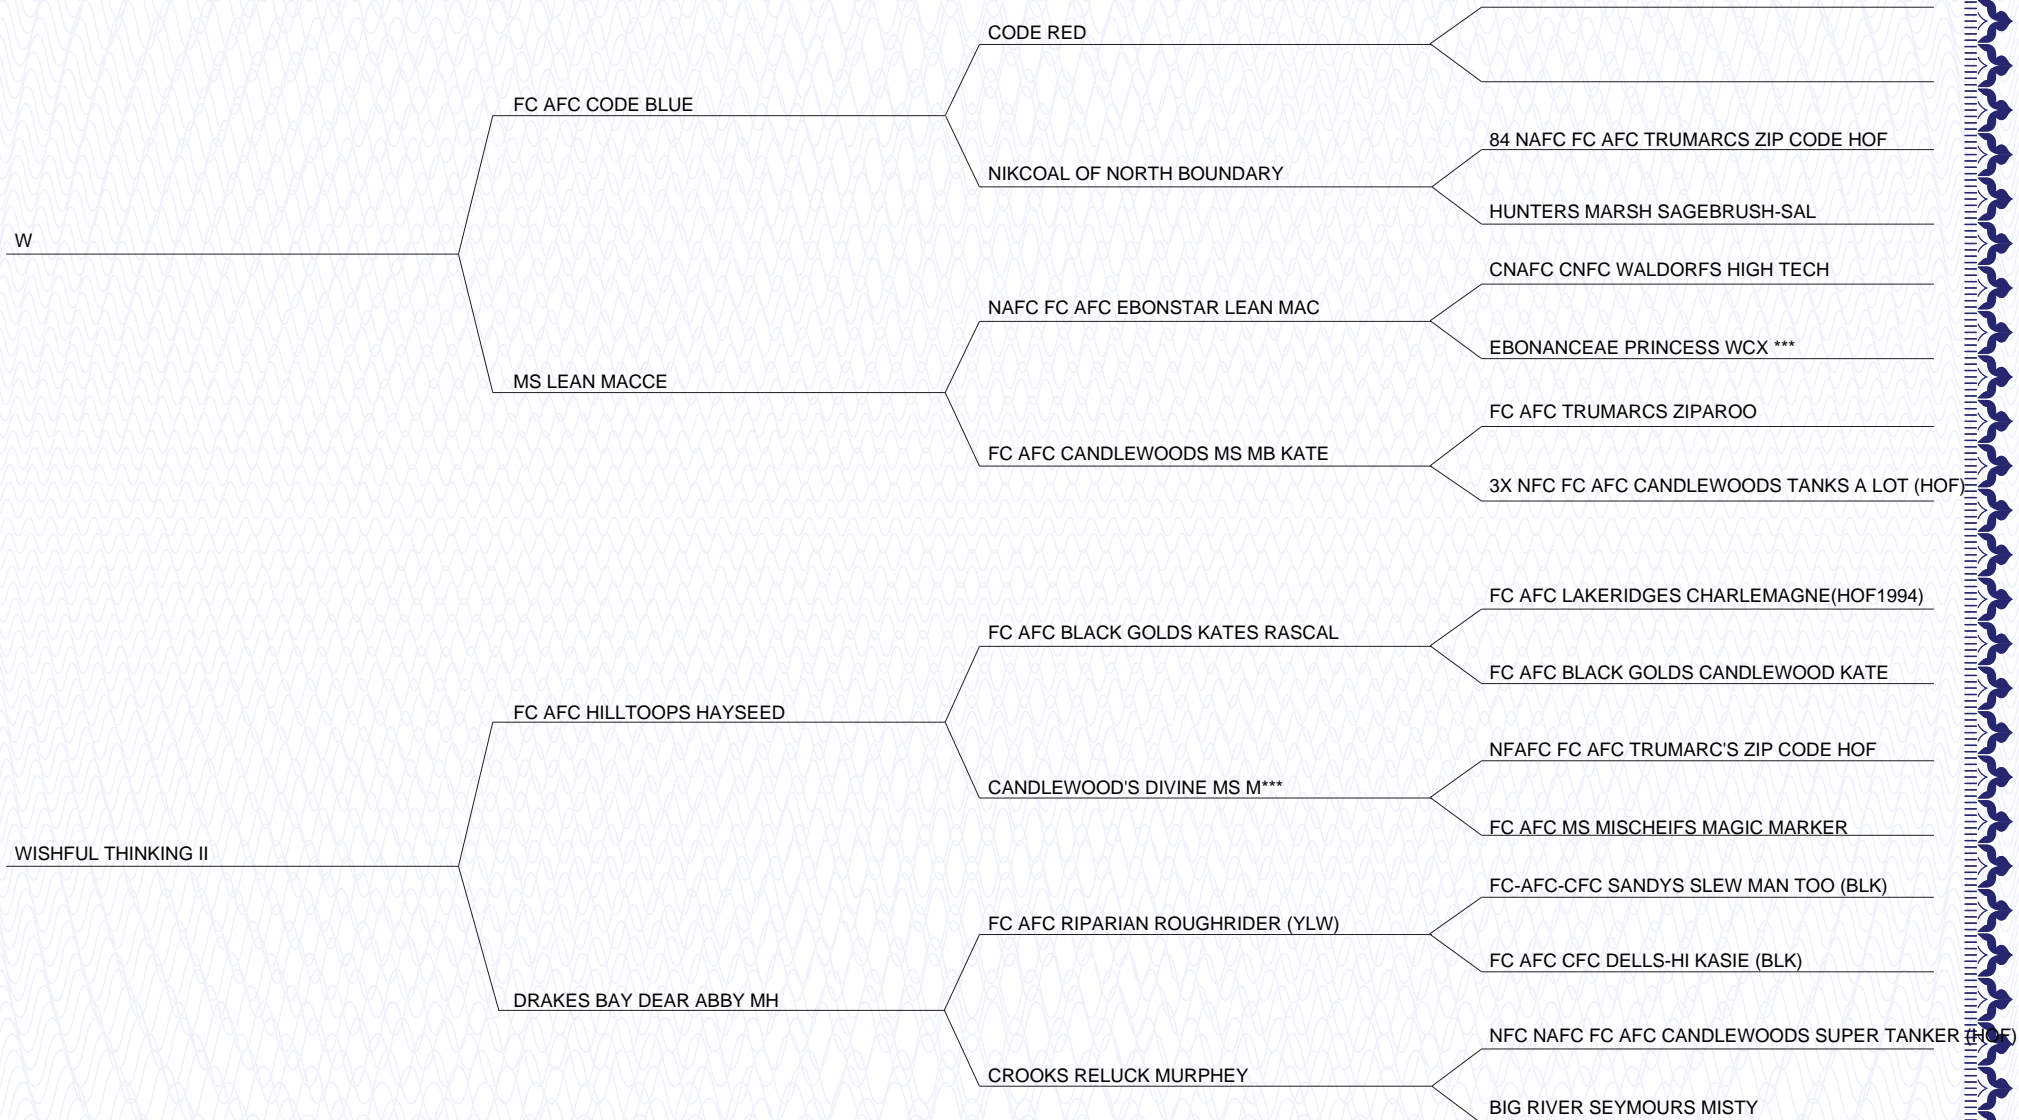 CODE RED
FC AFC CODE BLUE
84 NAFC FC AFC TRUMARCS ZIP CODE HOF
NIKCOAL OF NORTH BOUNDARY
HUNTERS MARSH SAGEBRUSH-SAL
W
CNAFC CNFC WALDORFS HIGH TECH
NAFC FC AFC EBONSTAR LEAN MAC
EBONANCEAE PRINCESS WCX ***
MS LEAN MACCE
FC AFC TRUMARCS ZIPAROO
FC AFC CANDLEWOODS MS MB KATE
3X NFC FC AFC CANDLEWOODS TANKS A LOT (HOF)
FC AFC LAKERIDGES CHARLEMAGNE(HOF1994)
FC AFC BLACK GOLDS KATES RASCAL
FC AFC BLACK GOLDS CANDLEWOOD KATE
FC AFC HILLTOOPS HAYSEED
NFAFC FC AFC TRUMARC'S ZIP CODE HOF
CANDLEWOOD'S DIVINE MS M***
FC AFC MS MISCHEIFS MAGIC MARKER
WISHFUL THINKING II
FC-AFC-CFC SANDYS SLEW MAN TOO (BLK)
FC AFC RIPARIAN ROUGHRIDER (YLW)
FC AFC CFC DELLS-HI KASIE (BLK)
DRAKES BAY DEAR ABBY MH
NFC NAFC FC AFC CANDLEWOODS SUPER TANKER (HOF)
CROOKS RELUCK MURPHEY
BIG RIVER SEYMOURS MISTY